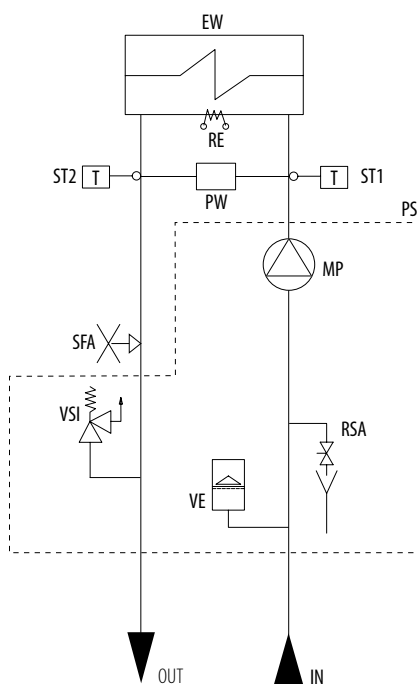 EW
RE
ST2 T T ST1
PW
PS
MP
SFA
VSI
RSA
VE
OUT IN